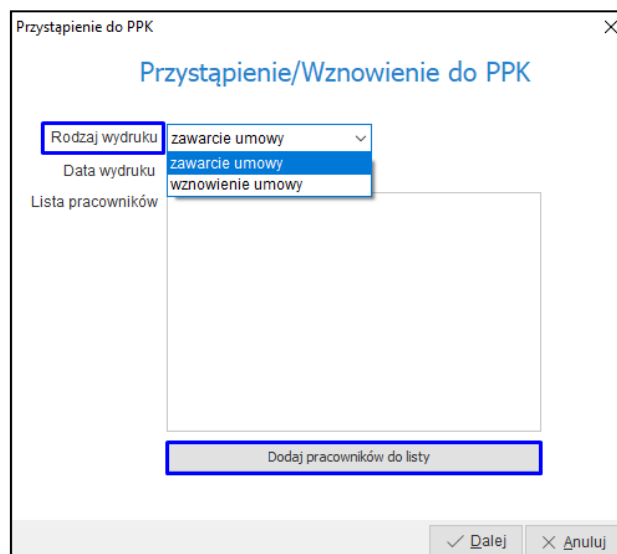 Przystąpienie do PPK
Przystąpienie/Wznowienie do PPK
Rodzaj wydruku zawarcie umowy
zawarcie umowy
Data wydruku
wznowienie umowy
Lista pracowników
Dodaj pracowników do listy
Dalej Anuluj